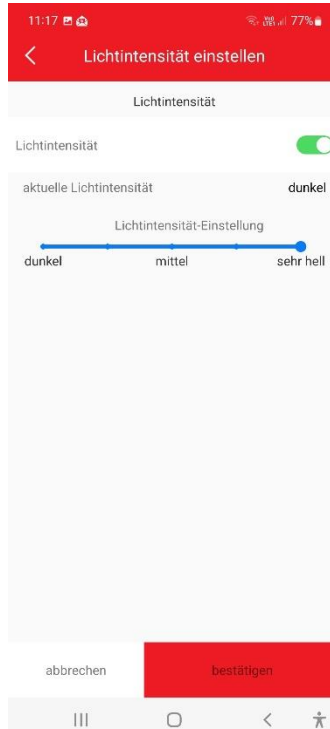 11:17 77%
Lichtintensität einstellen
Lichtintensität
Lichtintensität
aktuelle Lichtintensität dunkel
Lichtintensität-Einstellung
dunkel mittel sehr hell
abbrechen bestätigen